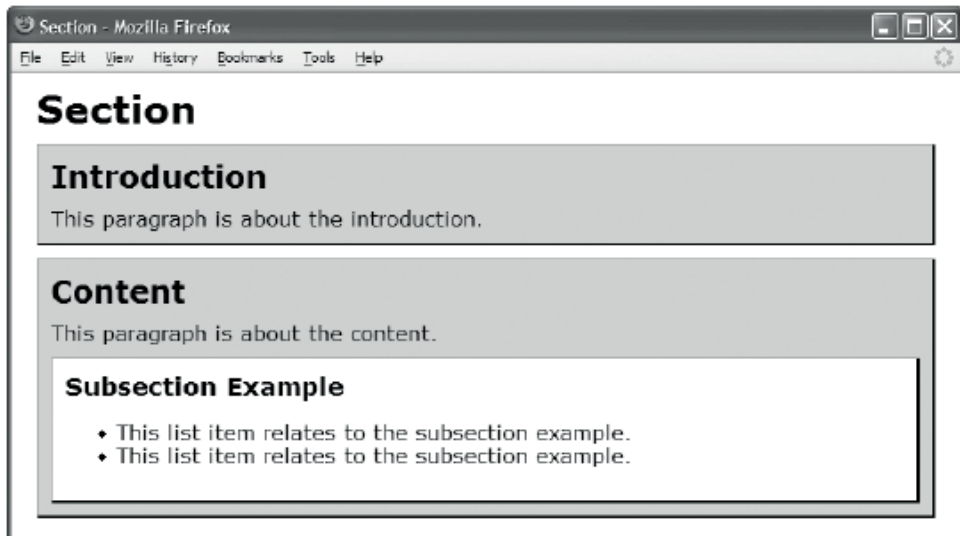 Section - Mozilla Firefox
File Edit View History Bookmarks Tools Help
Section
Introduction
This paragraph is about the introduction.
Content
This paragraph is about the content.
Subsection Example
• This list item relates to the subsection example.
• This list item relates to the subsection example.